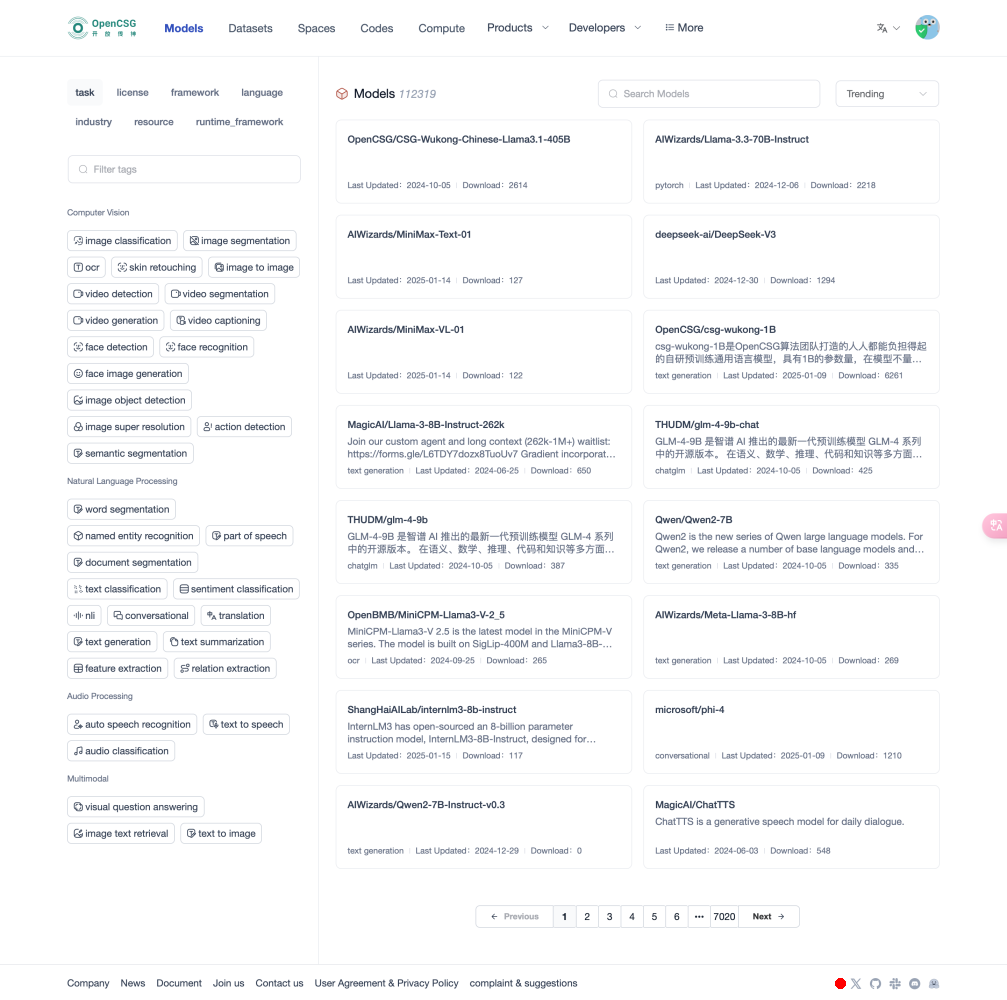 OpenCSG
开 放 传 神
Models
Datasets
Spaces
Codes
Compute
Products
Developers
More
task
license
framework
language
industry
resource
runtime_framework
Filter tags
Computer Vision
image classification
image segmentation
ocr
skin retouching
image to image
video detection
video segmentation
video generation
video captioning
face detection
face recognition
face image generation
image object detection
image super resolution
action detection
semantic segmentation
Natural Language Processing
word segmentation
named entity recognition
part of speech
document segmentation
text classification
sentiment classification
nli
conversational
translation
text generation
text summarization
feature extraction
relation extraction
Audio Processing
auto speech recognition
text to speech
audio classification
Multimodal
visual question answering
image text retrieval
text to image
Models 112319
Search Models
Trending
OpenCSG/CSG-Wukong-Chinese-Llama3.1-405B
Last Updated：2024-10-05 Download：2614
AIWizards/Llama-3.3-70B-Instruct
pytorch Last Updated：2024-12-06 Download：2218
AIWizards/MiniMax-Text-01
Last Updated：2025-01-14 Download：127
deepseek-ai/DeepSeek-V3
Last Updated：2024-12-30 Download：1294
AIWizards/MiniMax-VL-01
Last Updated：2025-01-14 Download：122
OpenCSG/csg-wukong-1B
csg-wukong-1B是OpenCSG算法团队打造的人人都能负担得起
的自研预训练通用语言模型，具有1B的参数量，在模型不量…
text generation Last Updated：2025-01-09 Download：6261
MagicAI/Llama-3-8B-Instruct-262k
Join our custom agent and long context (262k-1M+) waitlist:
https://forms.gle/L6TDY7dozx8TuoUv7 Gradient incorporat…
text generation Last Updated：2024-06-25 Download：650
THUDM/glm-4-9b-chat
GLM-4-9B 是智谱 AI 推出的最新一代预训练模型 GLM-4 系列
中的开源版本。 在语义、数学、推理、代码和知识等多方面…
chatglm Last Updated：2024-10-05 Download：425
THUDM/glm-4-9b
GLM-4-9B 是智谱 AI 推出的最新一代预训练模型 GLM-4 系列
中的开源版本。 在语义、数学、推理、代码和知识等多方面…
chatglm Last Updated：2024-10-05 Download：387
Qwen/Qwen2-7B
Qwen2 is the new series of Qwen large language models. For
Qwen2, we release a number of base language models and…
text generation Last Updated：2024-10-05 Download：335
OpenBMB/MiniCPM-Llama3-V-2_5
MiniCPM-Llama3-V 2.5 is the latest model in the MiniCPM-V
series. The model is built on SigLip-400M and Llama3-8B-…
ocr Last Updated：2024-09-25 Download：265
AIWizards/Meta-Llama-3-8B-hf
text generation Last Updated：2024-10-05 Download：269
ShangHaiAILab/internlm3-8b-instruct
InternLM3 has open-sourced an 8-billion parameter
instruction model, InternLM3-8B-Instruct, designed for…
Last Updated：2025-01-15 Download：117
microsoft/phi-4
conversational Last Updated：2025-01-09 Download：1210
AIWizards/Qwen2-7B-Instruct-v0.3
text generation Last Updated：2024-12-29 Download：0
MagicAI/ChatTTS
ChatTTS is a generative speech model for daily dialogue.
Last Updated：2024-06-03 Download：548
Previous 1 2 3 4 5 6 ••• 7020 Next
Company News Document Join us Contact us User Agreement & Privacy Policy complaint & suggestions